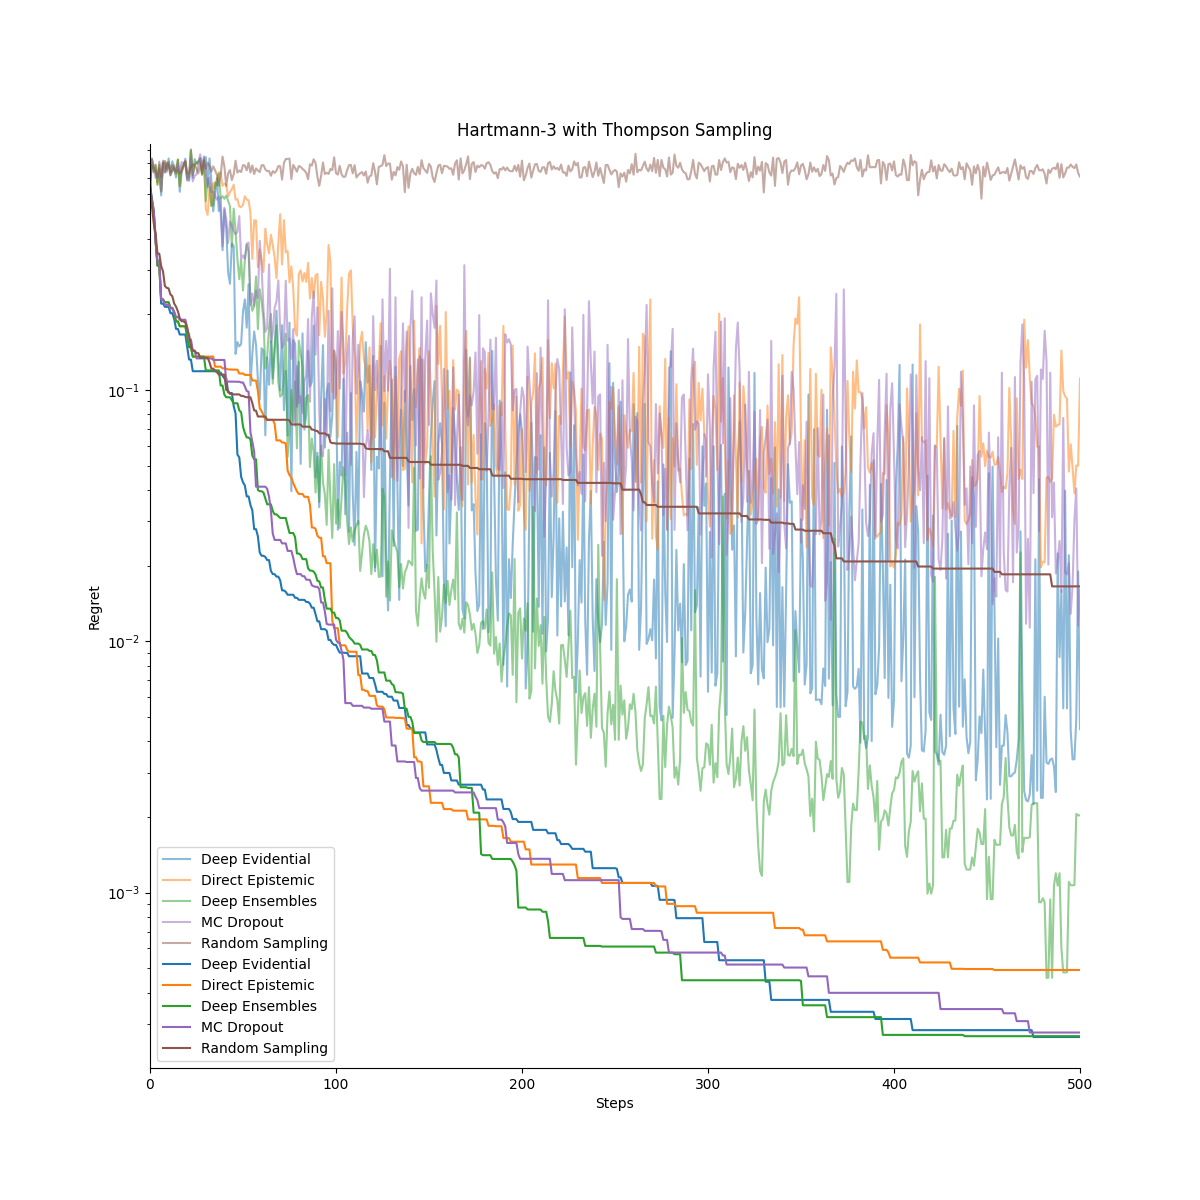 Hartmann-3 with Thompson Sampling
Regret
10⁻¹
10⁻²
10⁻³
Deep Evidential
Direct Epistemic
Deep Ensembles
MC Dropout
Random Sampling
Deep Evidential
Direct Epistemic
Deep Ensembles
MC Dropout
Random Sampling
0 100 200 300 400 500
Steps